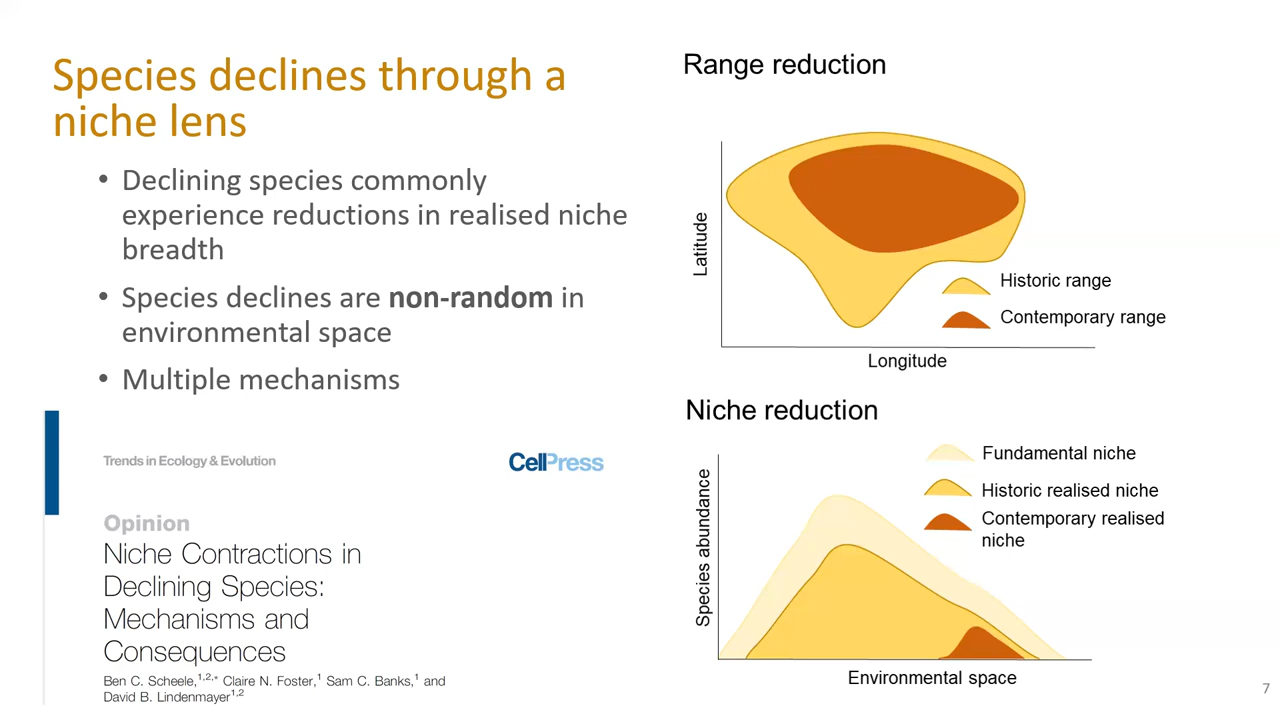 Species declines through a
niche lens
• Declining species commonly
experience reductions in realised niche
breadth
• Species declines are non-random in
environmental space
• Multiple mechanisms
Trends in Ecology & Evolution
CellPress
Opinion
Niche Contractions in
Declining Species:
Mechanisms and
Consequences
Ben C. Scheele,1,2,* Claire N. Foster,1 Sam C. Banks,1 and
David B. Lindenmayer1,2
Range reduction
Latitude
Historic range
Contemporary range
Longitude
Niche reduction
Species abundance
Fundamental niche
Historic realised niche
Contemporary realised
niche
Environmental space
7